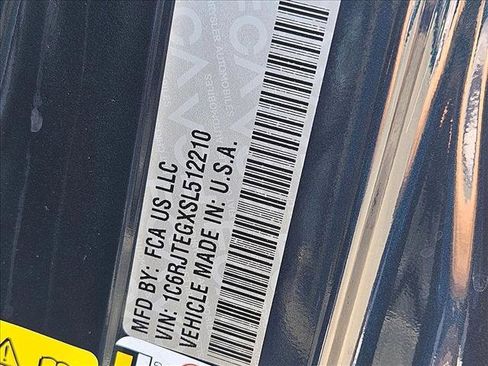 MFD BY: FCA US LLC
VIN: 1C6RJTEGXSL512210
VEHICLE MADE IN: U.S.A.